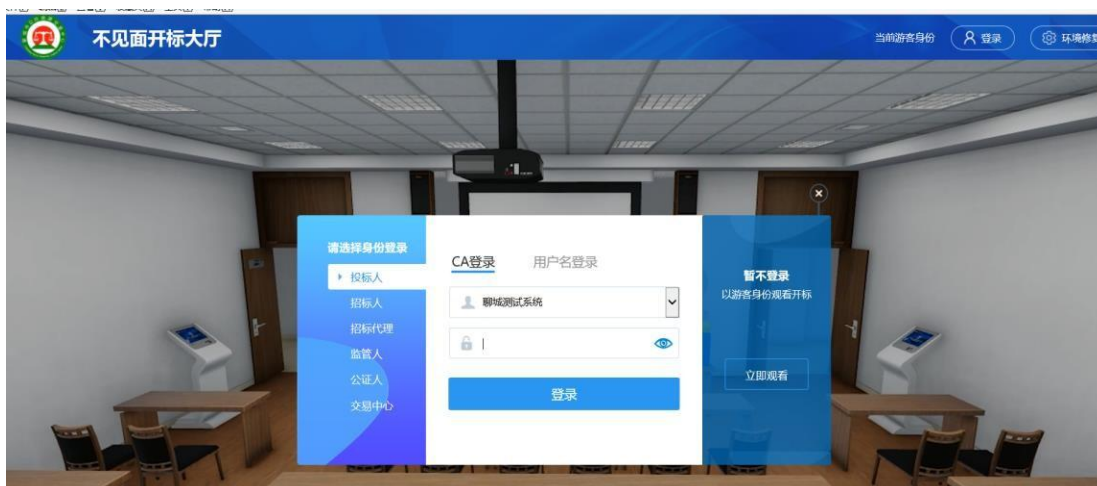 不见面开标大厅
当前游客身份
登录
环境修复
请选择身份登录
投标人
招标人
招标代理
监管人
公证人
交易中心
CA登录 用户名登录
聊城测试系统
登录
暂不登录
以游客身份观看开标
立即观看